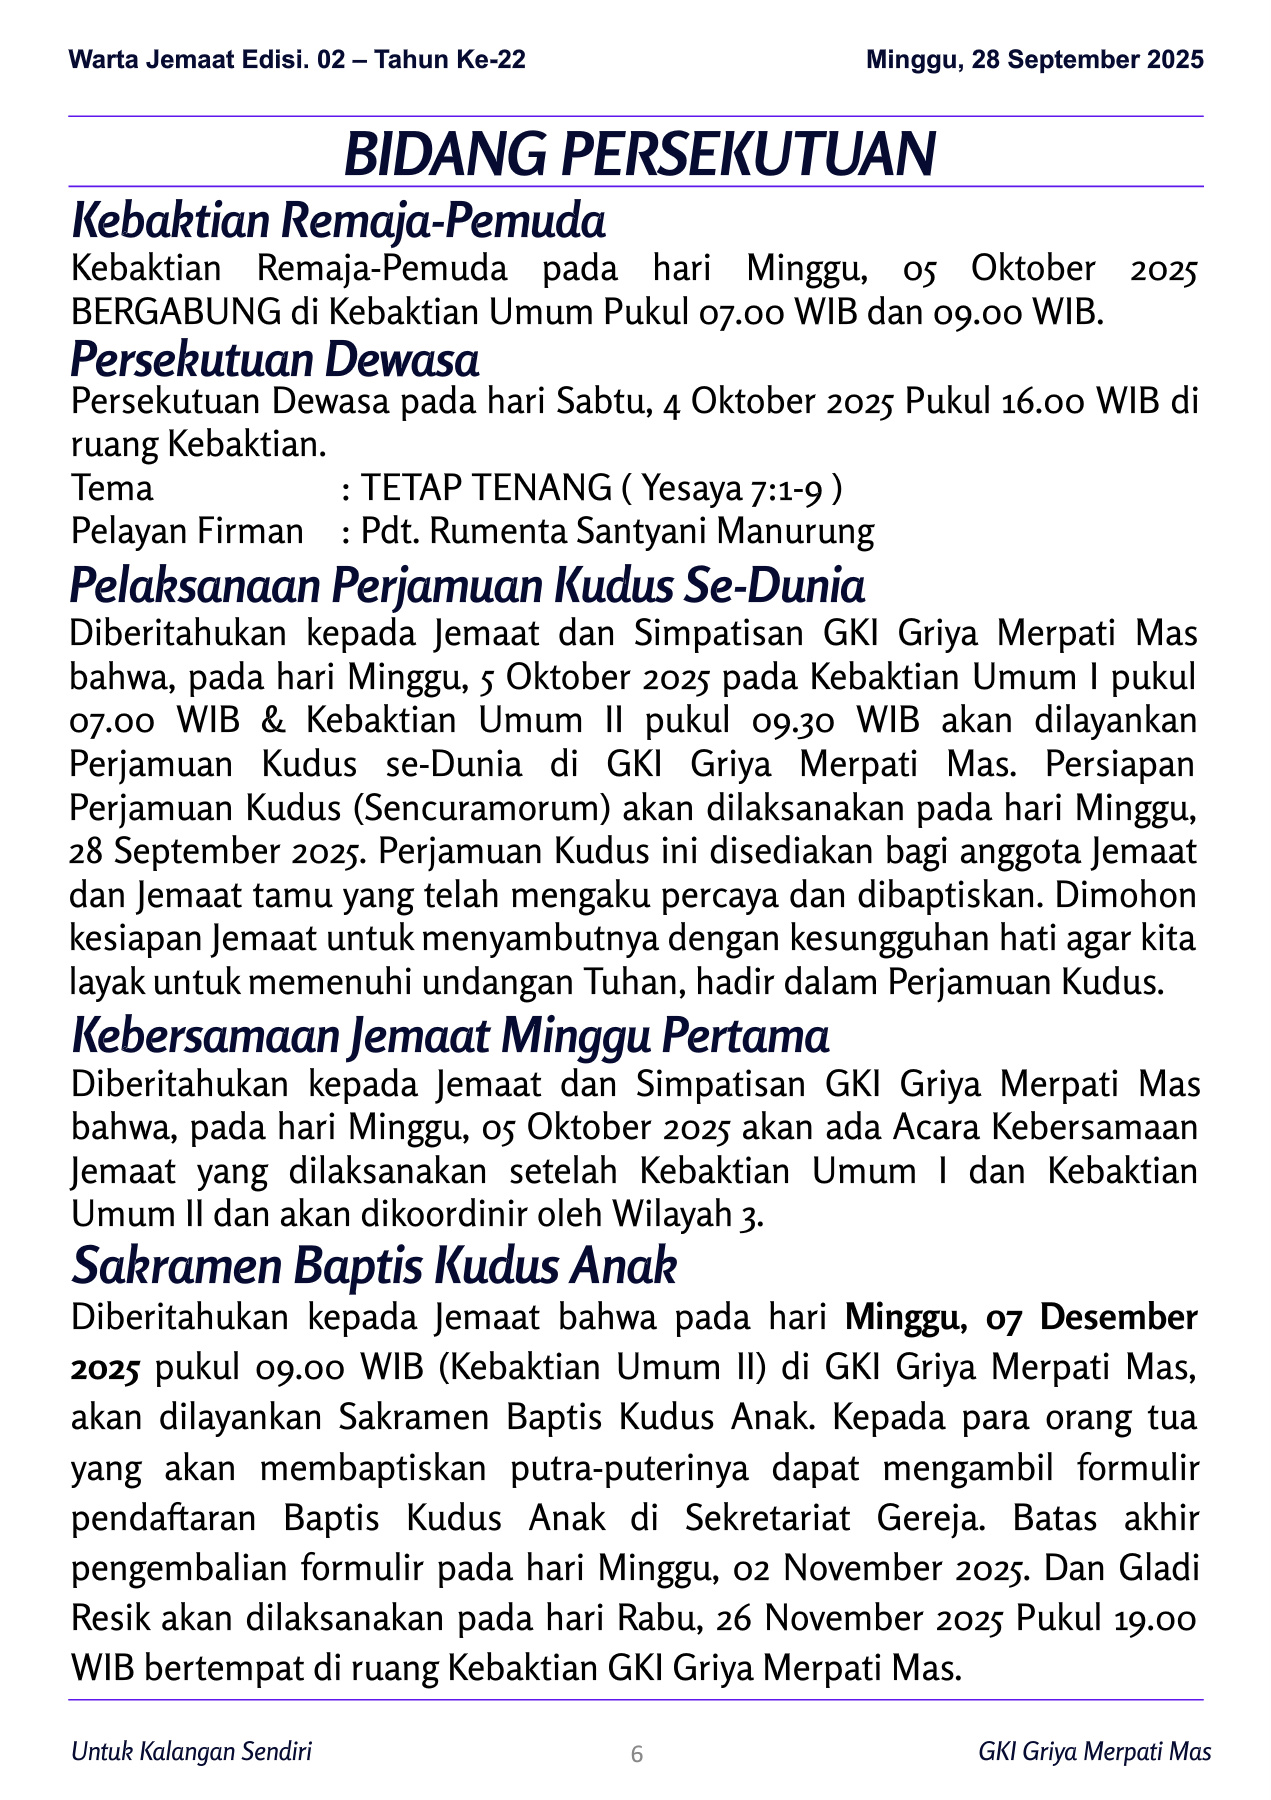 Warta Jemaat Edisi. 02 – Tahun Ke-22 Minggu, 28 September 2025
BIDANG PERSEKUTUAN
Kebaktian Remaja-Pemuda
Kebaktian Remaja-Pemuda pada hari Minggu, 05 Oktober 2025
BERGABUNG di Kebaktian Umum Pukul 07.00 WIB dan 09.00 WIB.
Persekutuan Dewasa
Persekutuan Dewasa pada hari Sabtu, 4 Oktober 2025 Pukul 16.00 WIB di
ruang Kebaktian.
Tema : TETAP TENANG ( Yesaya 7:1-9 )
Pelayan Firman : Pdt. Rumenta Santyani Manurung
Pelaksanaan Perjamuan Kudus Se-Dunia
Diberitahukan kepada Jemaat dan Simpatisan GKI Griya Merpati Mas
bahwa, pada hari Minggu, 5 Oktober 2025 pada Kebaktian Umum I pukul
07.00 WIB & Kebaktian Umum II pukul 09.30 WIB akan dilayankan
Perjamuan Kudus se-Dunia di GKI Griya Merpati Mas. Persiapan
Perjamuan Kudus (Sencuramorum) akan dilaksanakan pada hari Minggu,
28 September 2025. Perjamuan Kudus ini disediakan bagi anggota Jemaat
dan Jemaat tamu yang telah mengaku percaya dan dibaptiskan. Dimohon
kesiapan Jemaat untuk menyambutnya dengan kesungguhan hati agar kita
layak untuk memenuhi undangan Tuhan, hadir dalam Perjamuan Kudus.
Kebersamaan Jemaat Minggu Pertama
Diberitahukan kepada Jemaat dan Simpatisan GKI Griya Merpati Mas
bahwa, pada hari Minggu, 05 Oktober 2025 akan ada Acara Kebersamaan
Jemaat yang dilaksanakan setelah Kebaktian Umum I dan Kebaktian
Umum II dan akan dikoordinir oleh Wilayah 3.
Sakramen Baptis Kudus Anak
Diberitahukan kepada Jemaat bahwa pada hari Minggu, 07 Desember
2025 pukul 09.00 WIB (Kebaktian Umum II) di GKI Griya Merpati Mas,
akan dilayankan Sakramen Baptis Kudus Anak. Kepada para orang tua
yang akan membaptiskan putra-puterinya dapat mengambil formulir
pendaftaran Baptis Kudus Anak di Sekretariat Gereja. Batas akhir
pengembalian formulir pada hari Minggu, 02 November 2025. Dan Gladi
Resik akan dilaksanakan pada hari Rabu, 26 November 2025 Pukul 19.00
WIB bertempat di ruang Kebaktian GKI Griya Merpati Mas.
Untuk Kalangan Sendiri 6 GKI Griya Merpati Mas